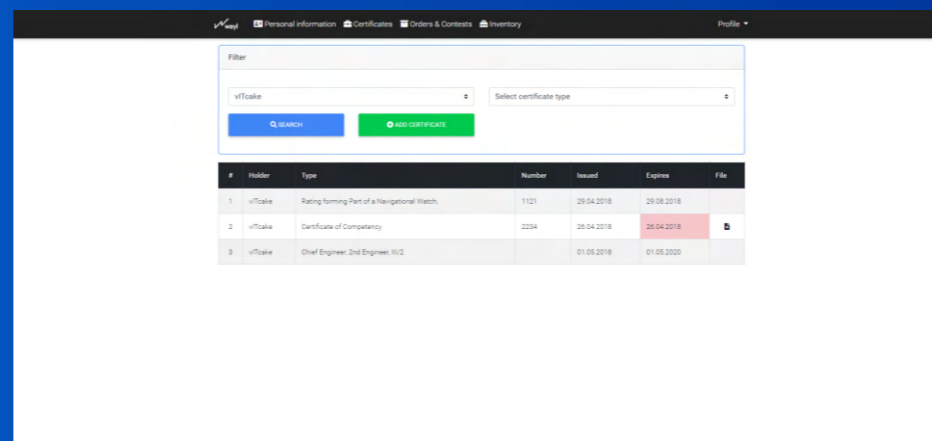 wayl Personal information Certificates Orders & Contests Inventory Profile
Filter
vITcake Select certificate type
SEARCH ADD CERTIFICATE
# Holder Type Number Issued Expires File
1 vITcake Rating forming Part of a Navigational Watch, 1121 29.04.2018 29.08.2018
2 vITcake Certificate of Competency 2234 26.04.2018 26.04.2018
3 vITcake Chief Engineer, 2nd Engineer, III/2 01.05.2018 01.05.2020